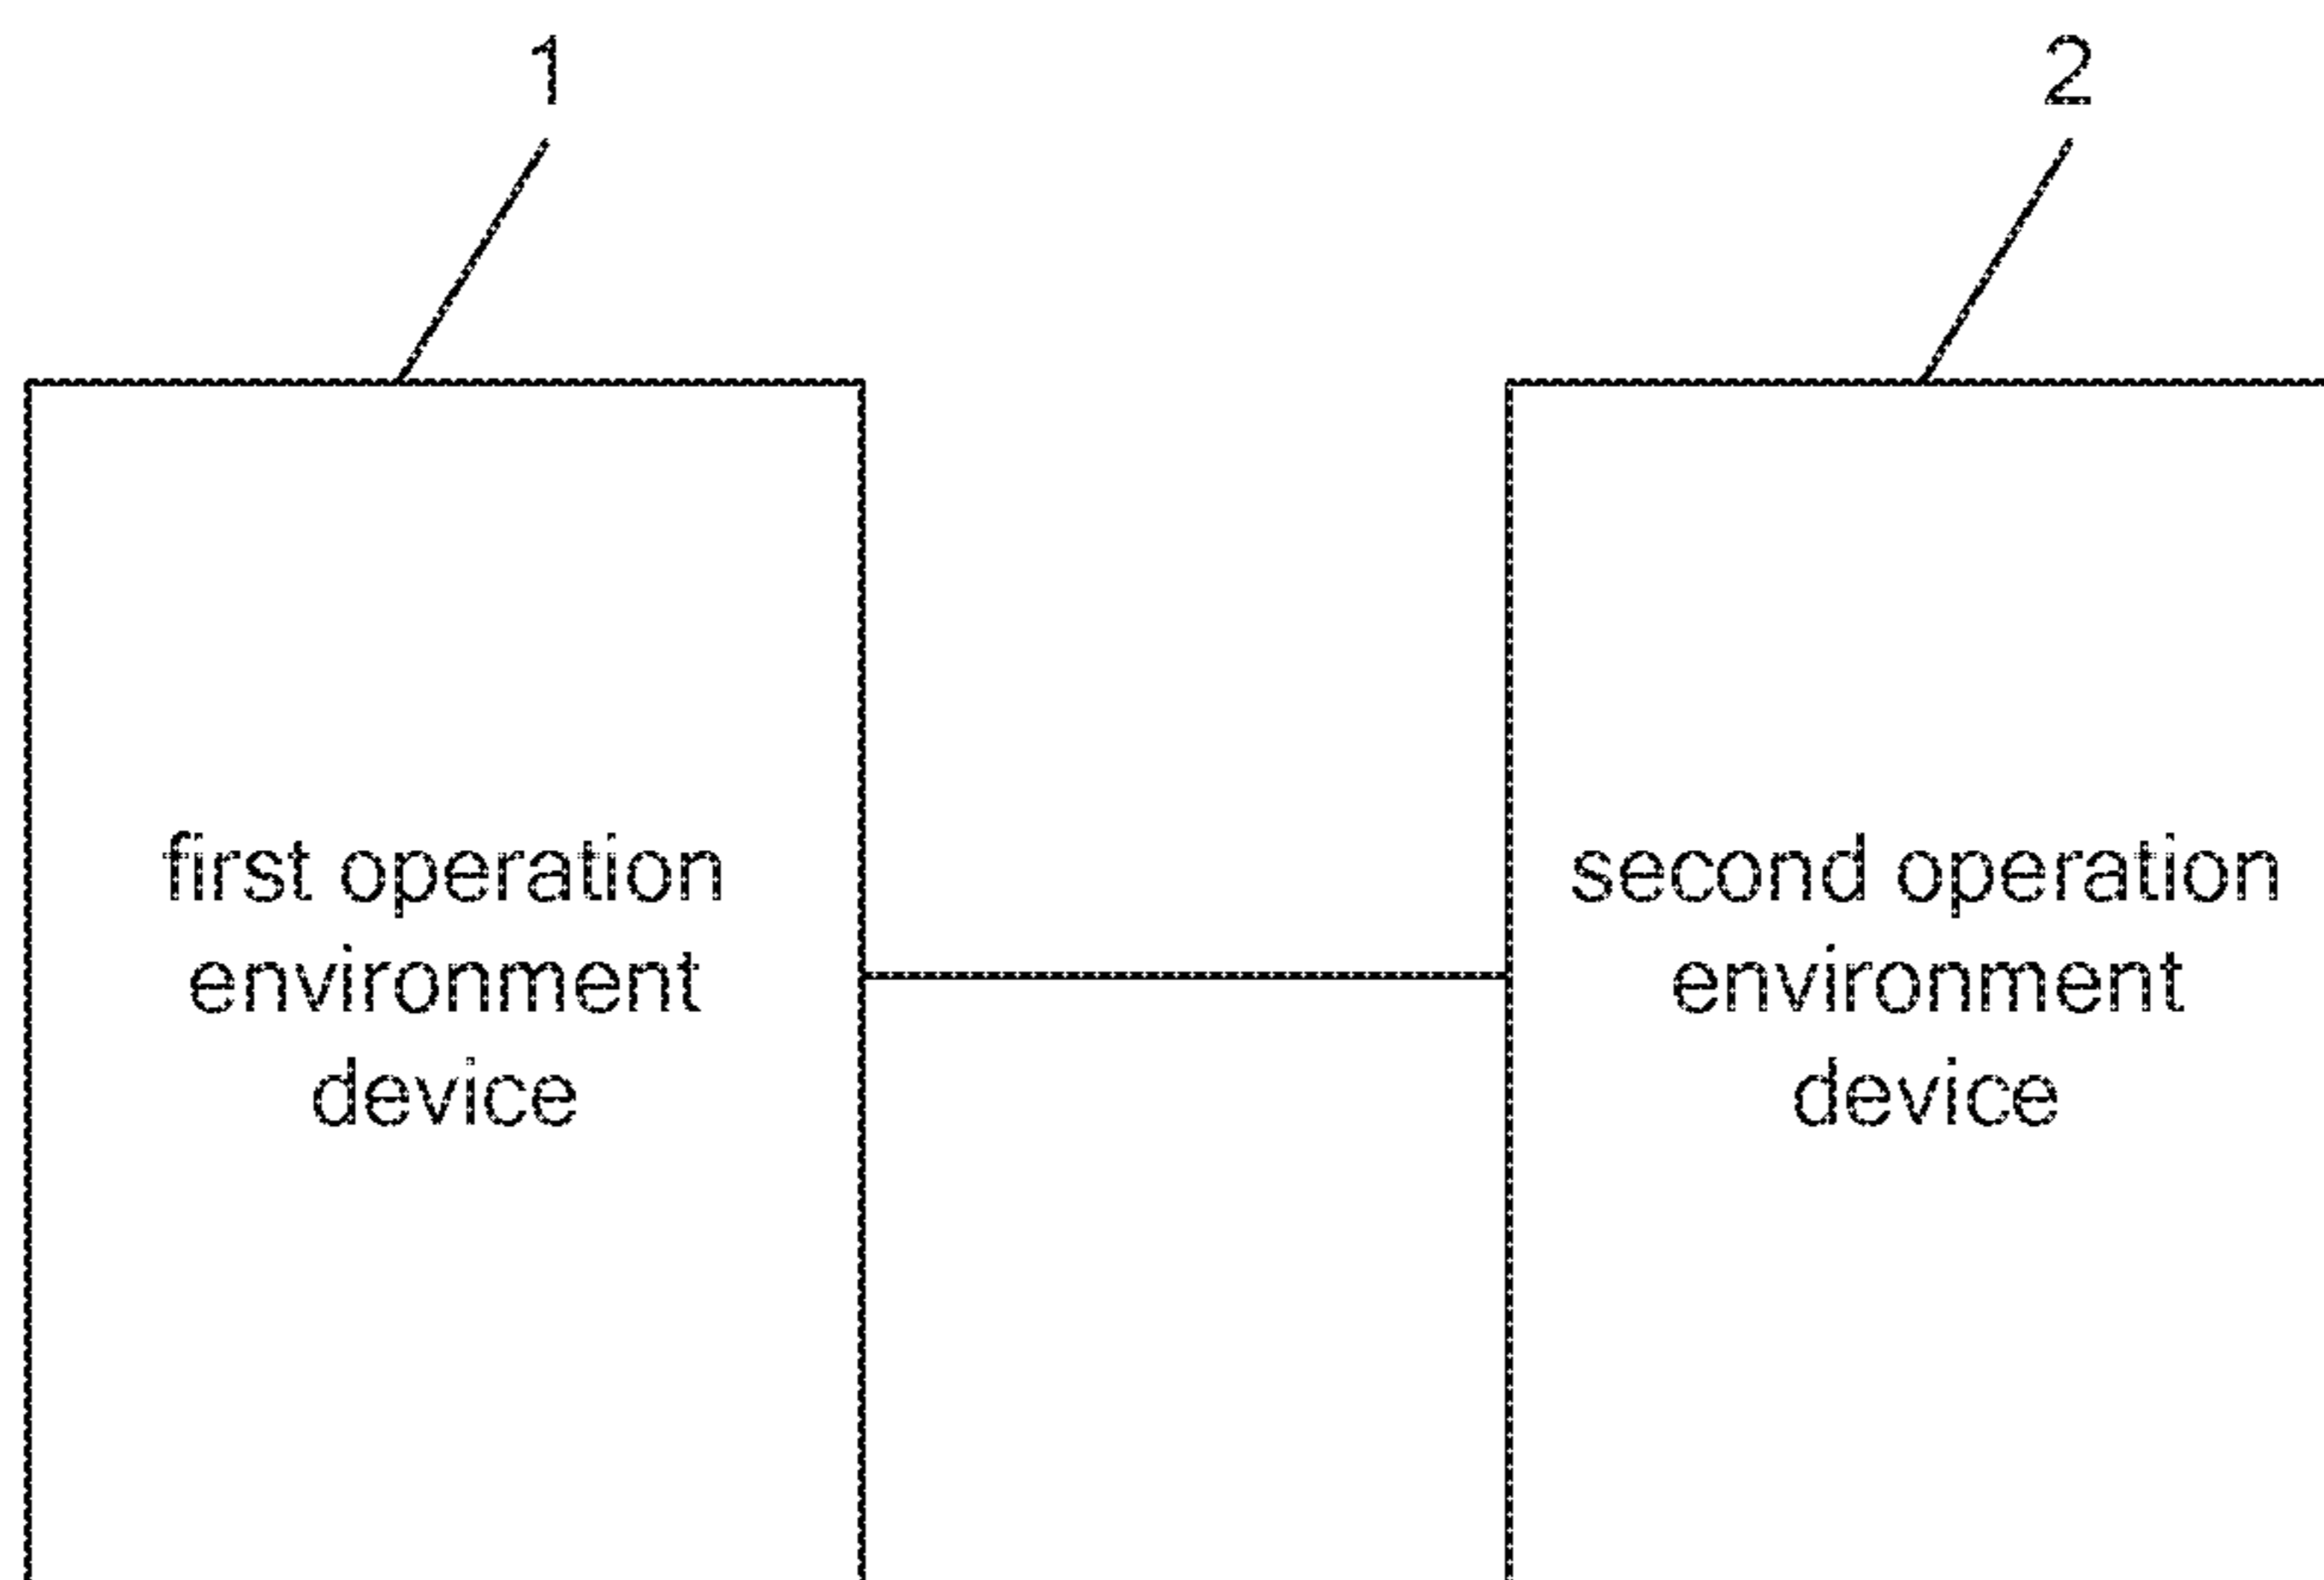 1
2
first operation
environment
device
second operation
environment
device